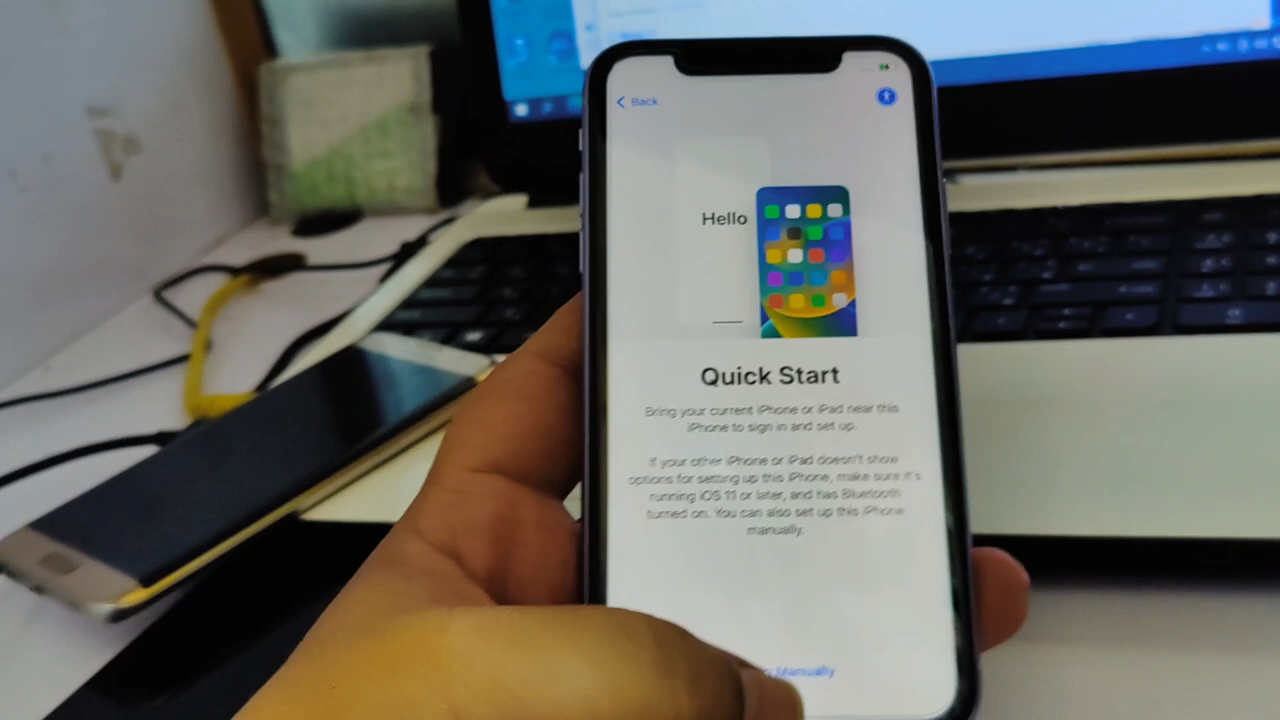 Back
Hello
Quick Start
Bring your current iPhone or iPad near this
iPhone to sign in and set up.
If your other iPhone or iPad doesn't show
options for setting up this iPhone, make sure it's
running iOS 11 or later, and has Bluetooth
turned on. You can also set up this iPhone
manually.
Manually